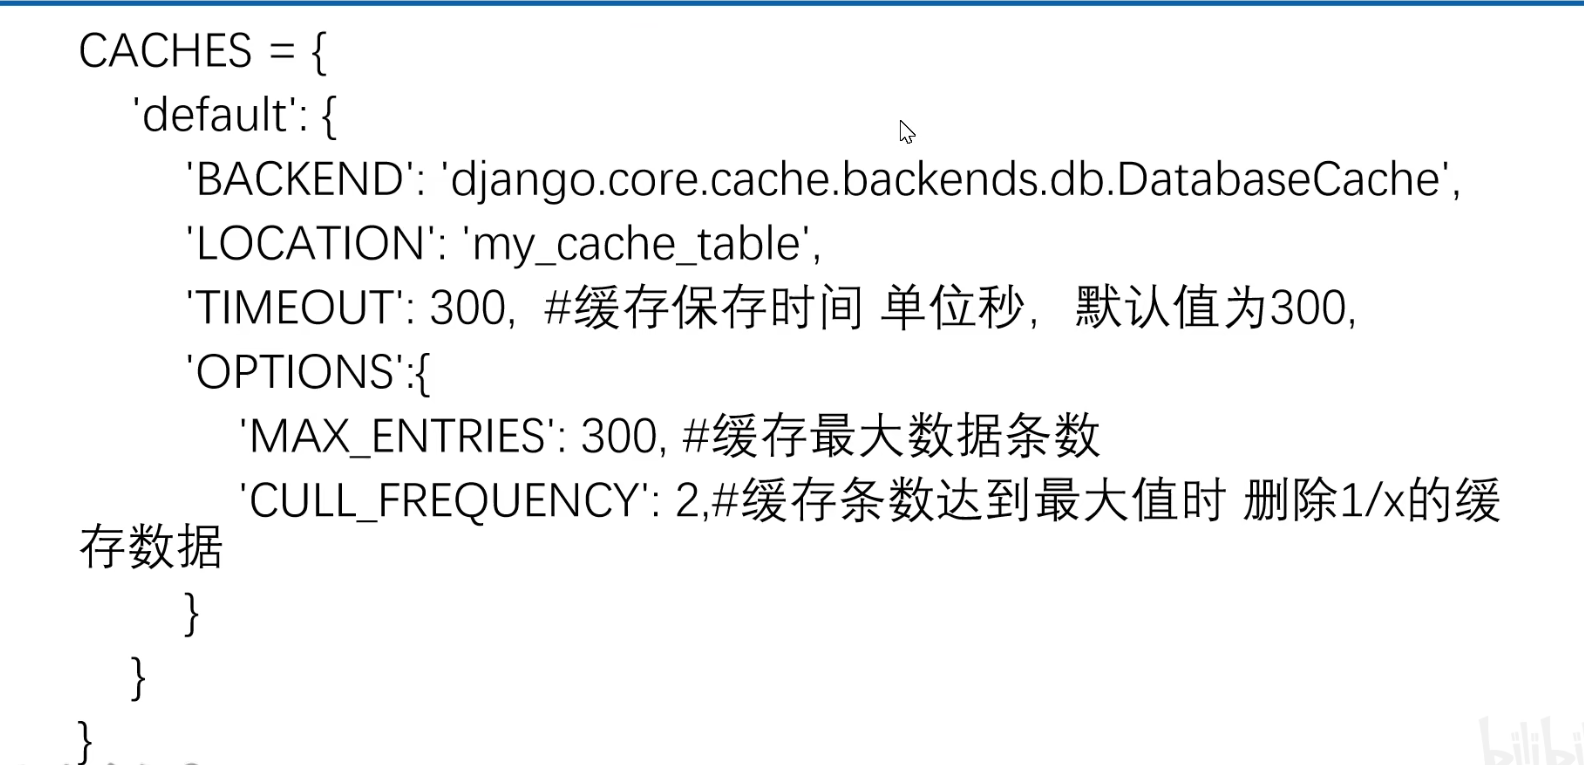 CACHES = {
'default': {
'BACKEND': 'django.core.cache.backends.db.DatabaseCache',
'LOCATION': 'my_cache_table',
'TIMEOUT': 300,  #缓存保存时间 单位秒，默认值为300,
'OPTIONS':{
'MAX_ENTRIES': 300, #缓存最大数据条数
'CULL_FREQUENCY': 2,#缓存条数达到最大值时 删除1/x的缓
存数据
}
}
}
bilibili